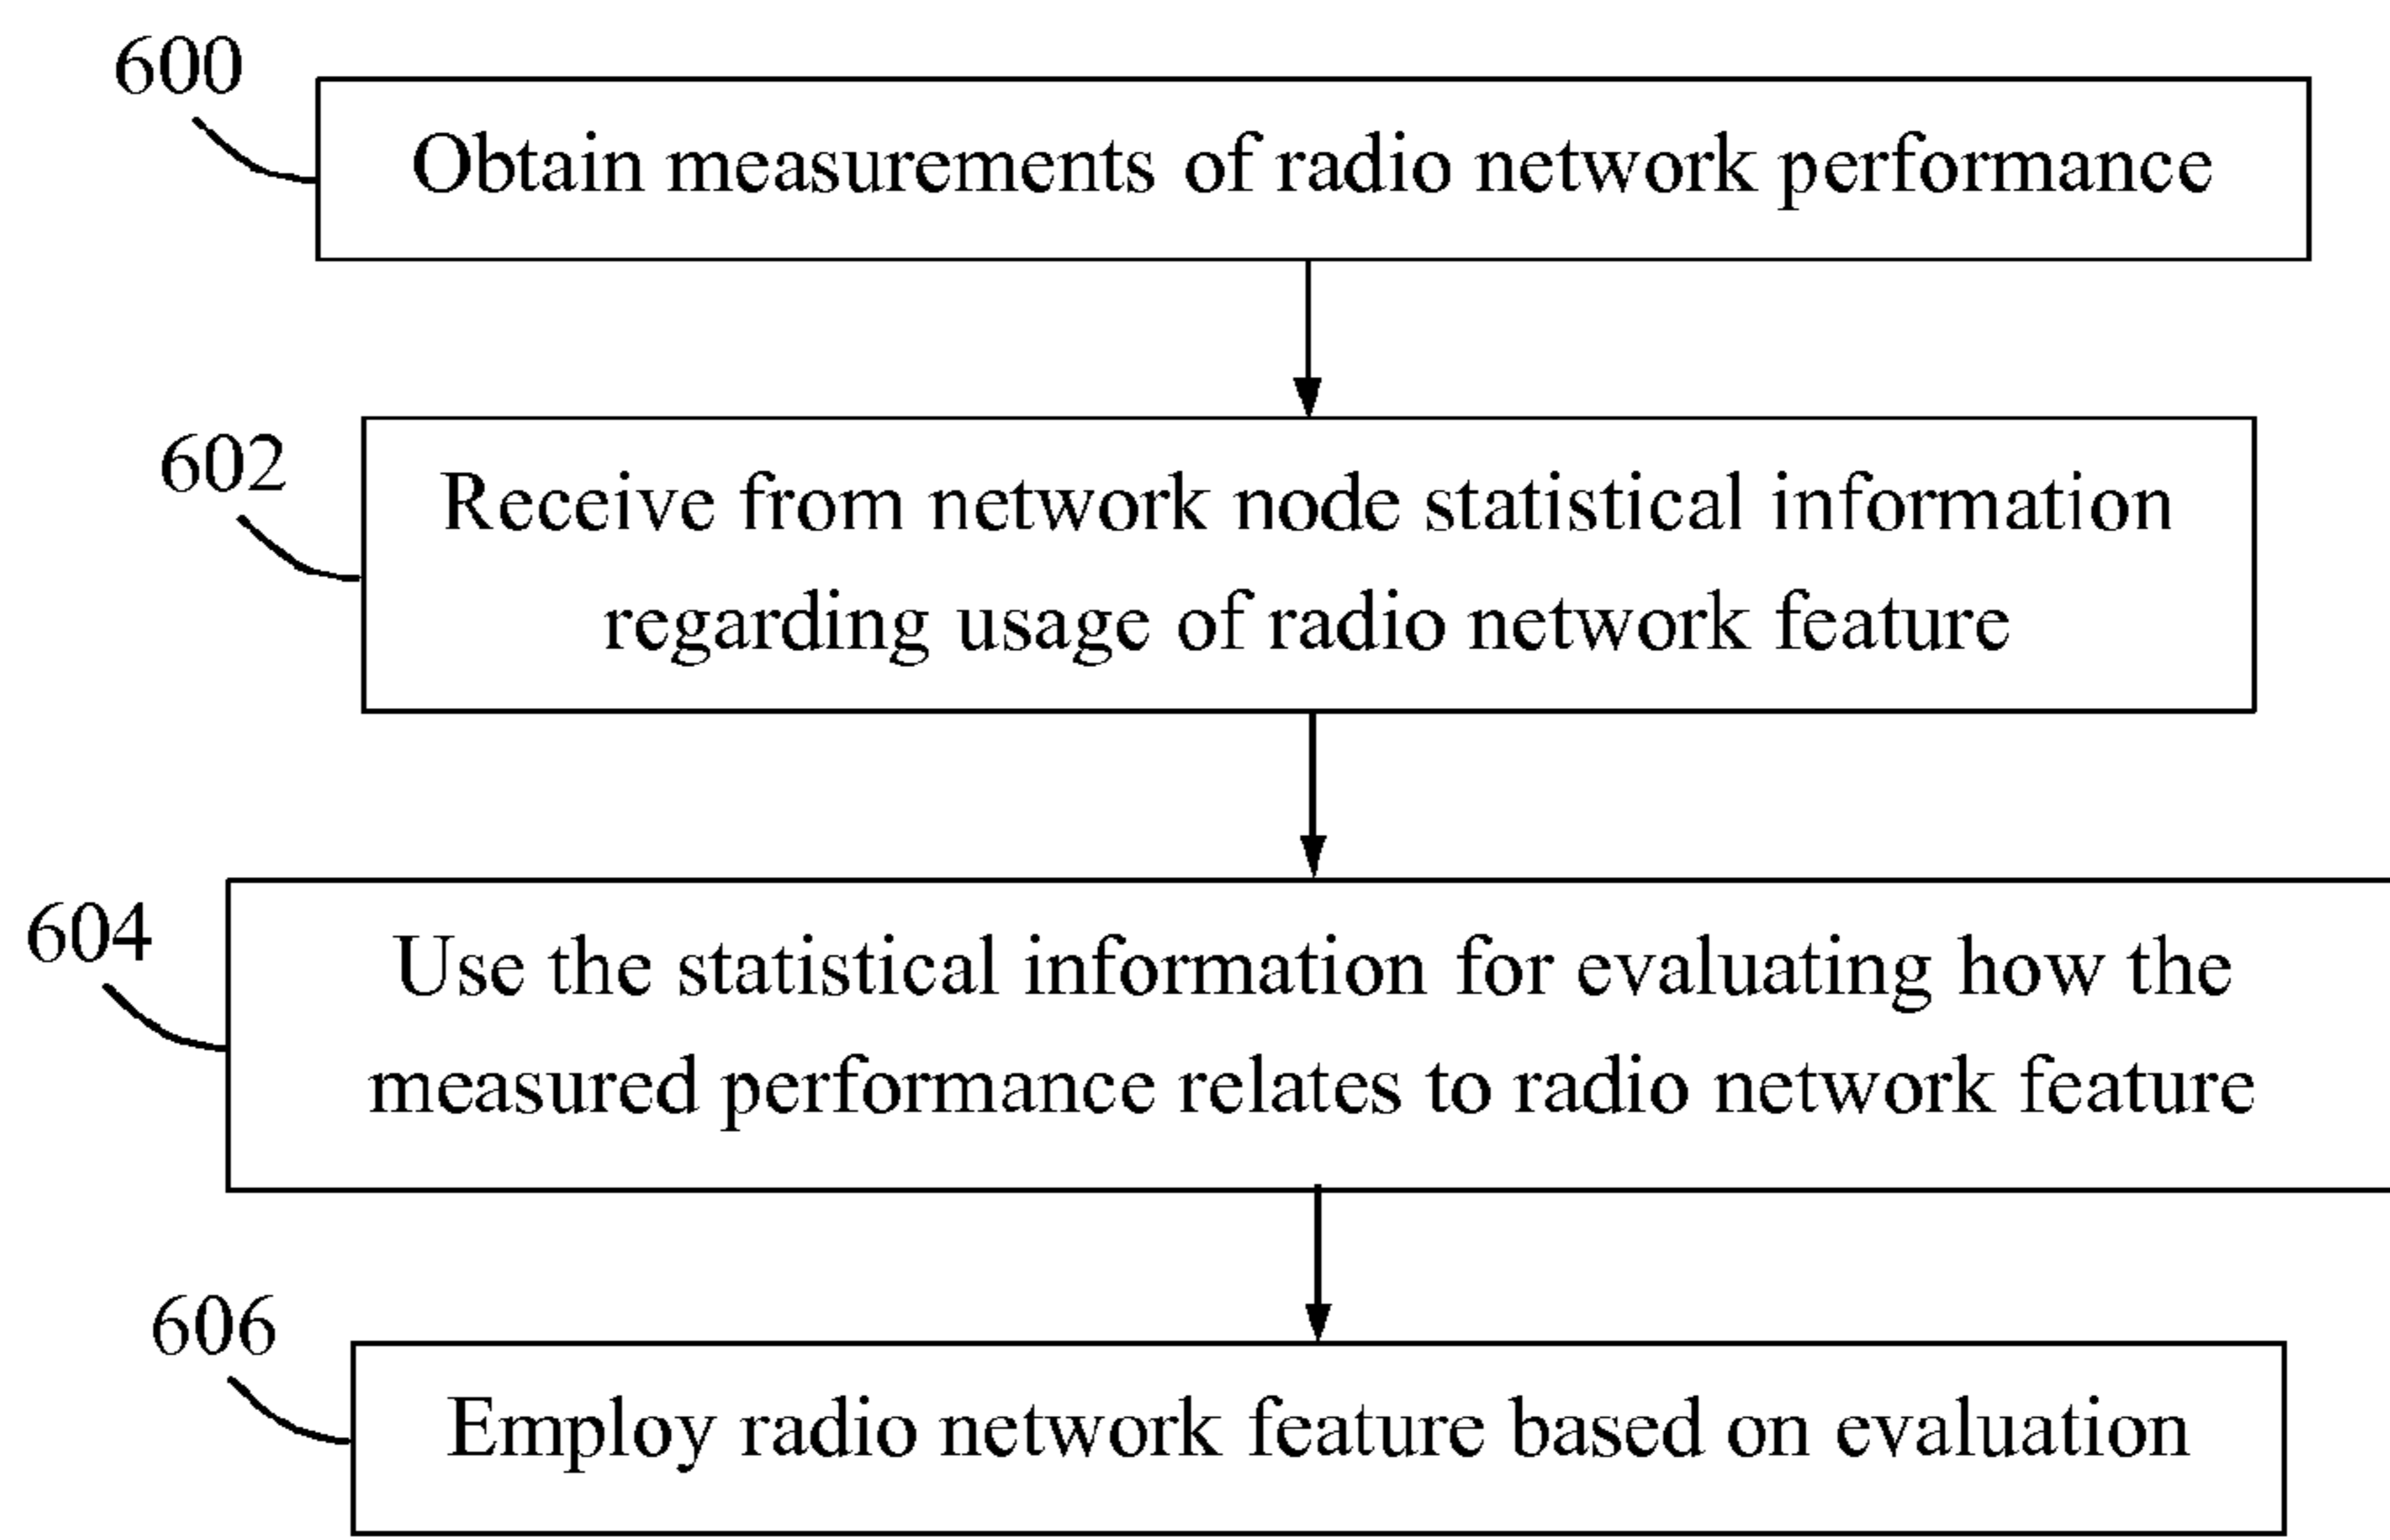 600
Obtain measurements of radio network performance
602
Receive from network node statistical information
regarding usage of radio network feature
604
Use the statistical information for evaluating how the
measured performance relates to radio network feature
606
Employ radio network feature based on evaluation